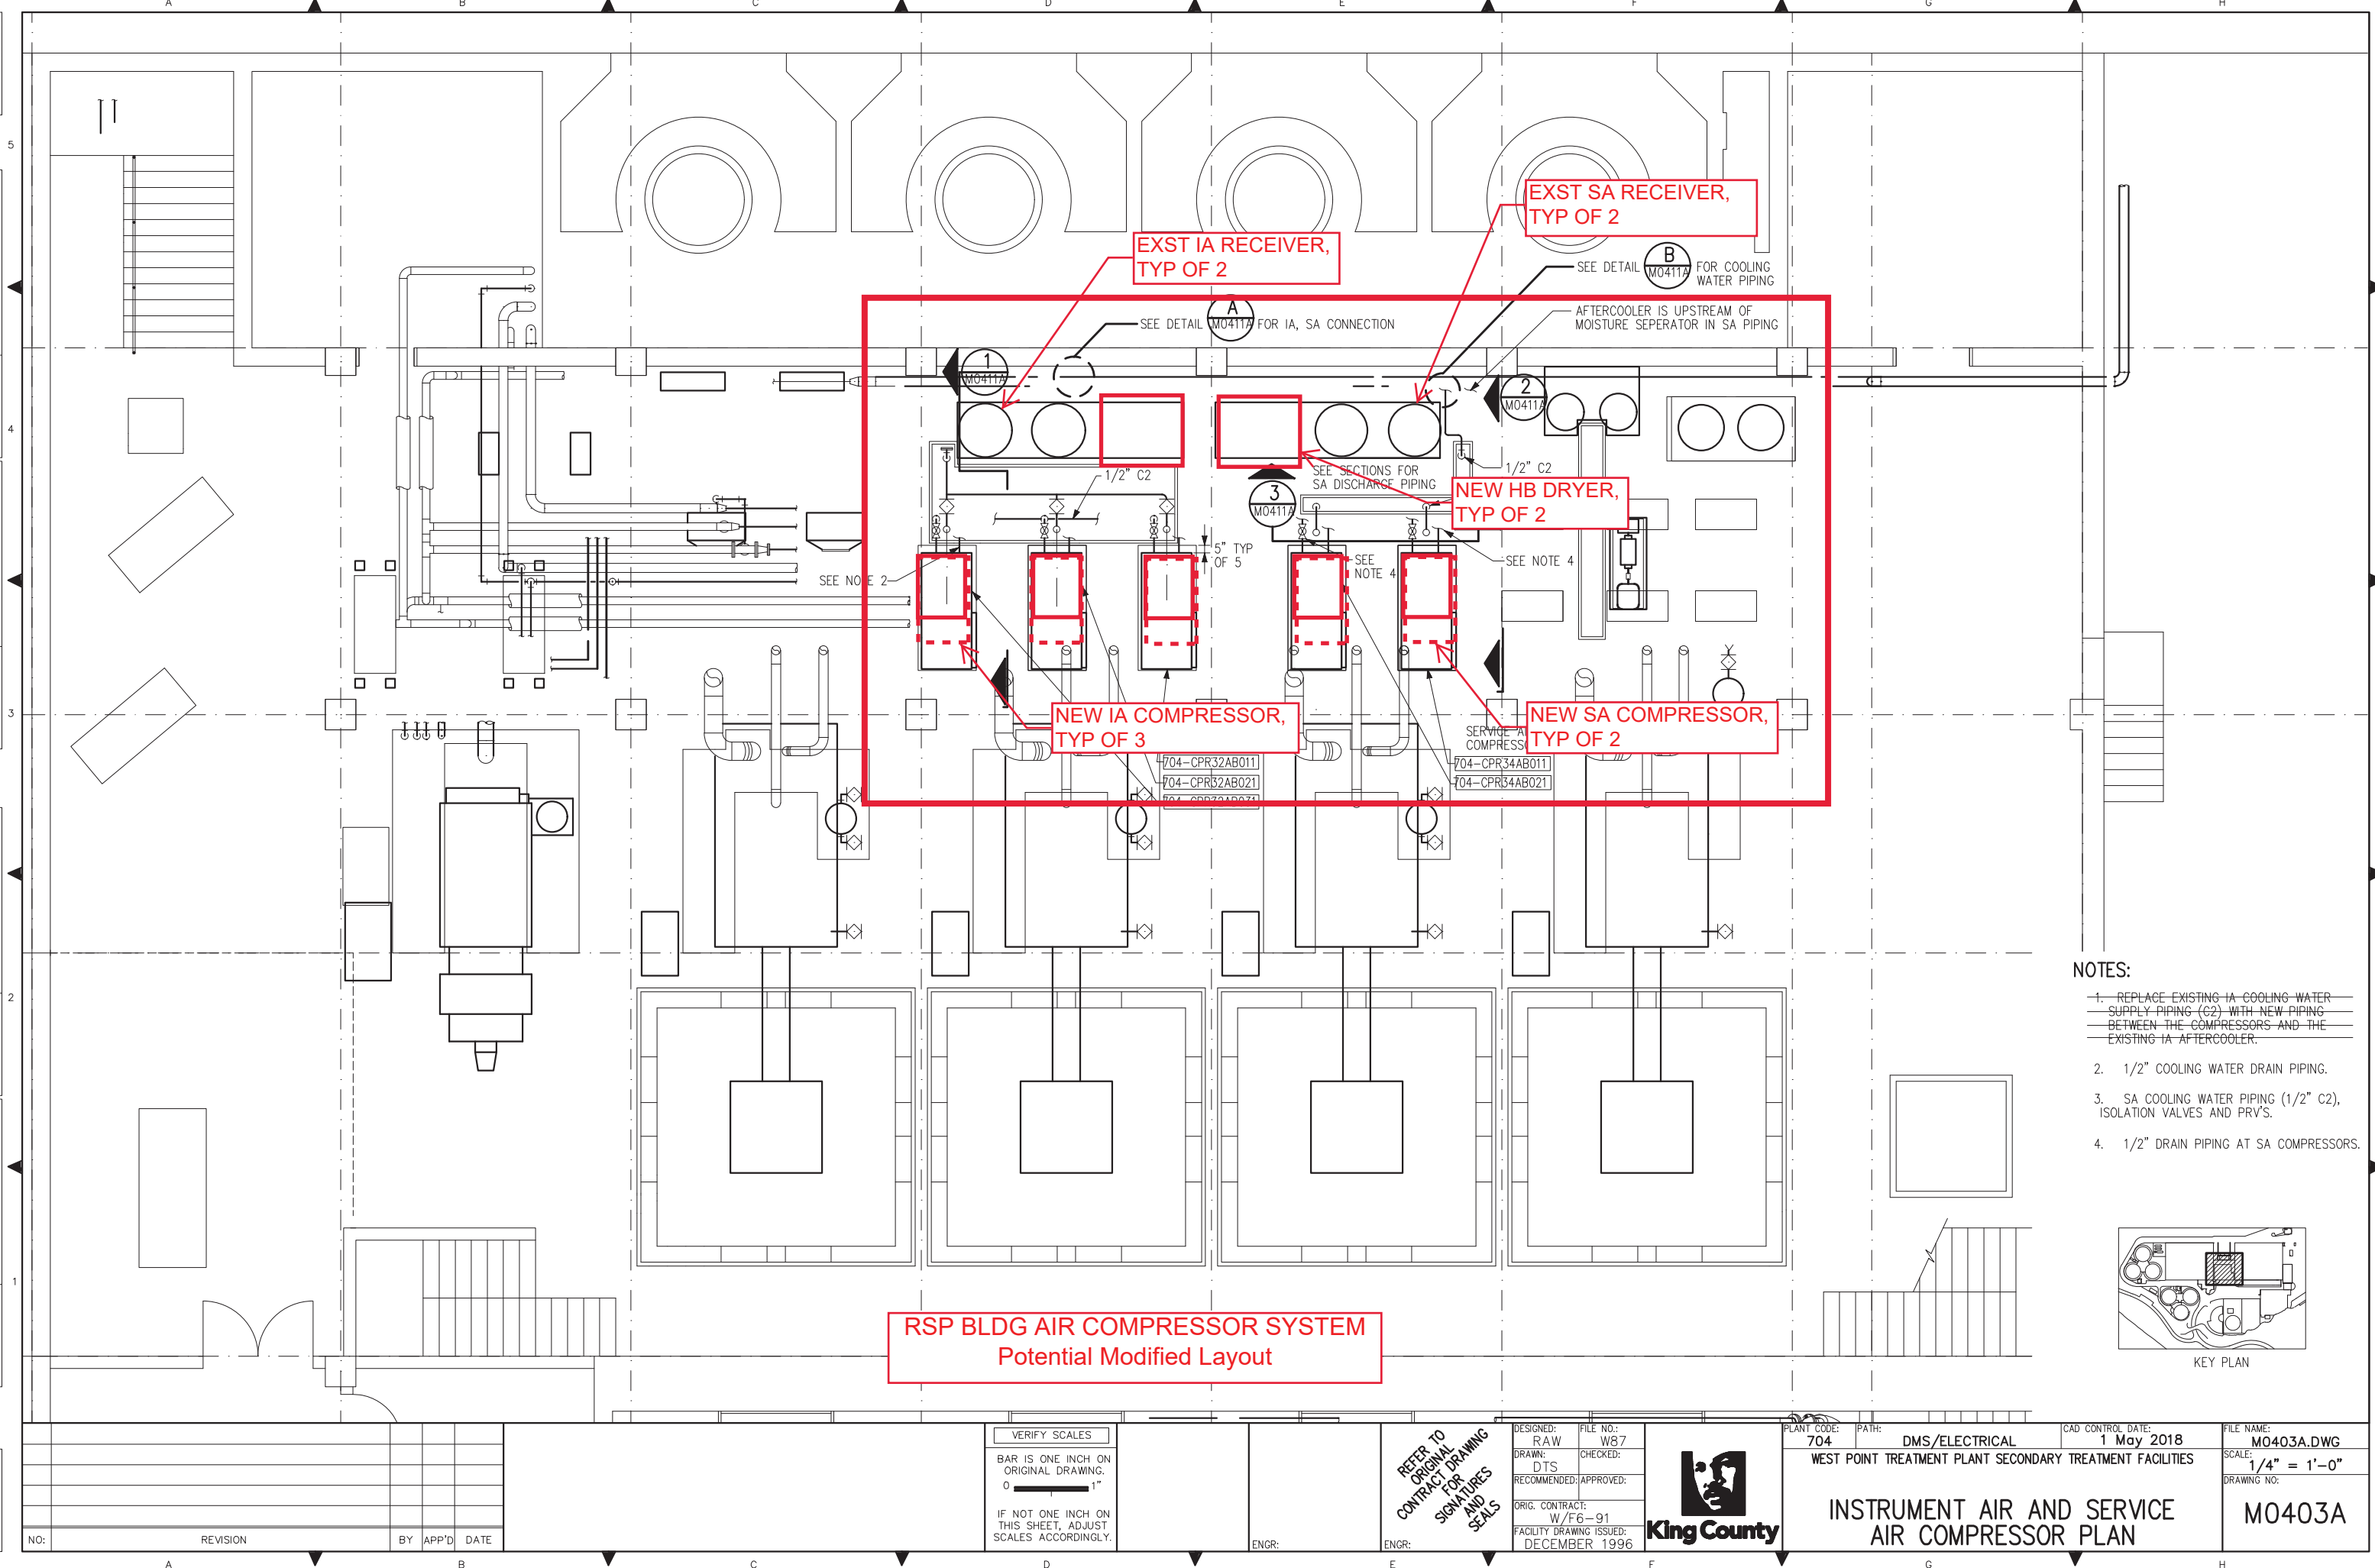 A B C D E F G H
5
4
3
2
1
EXST SA RECEIVER,
TYP OF 2
EXST IA RECEIVER,
TYP OF 2
SEE DETAIL
B
M0411A
FOR COOLING
WATER PIPING
SEE DETAIL
A
M0411A
FOR IA, SA CONNECTION
AFTERCOOLER IS UPSTREAM OF
MOISTURE SEPERATOR IN SA PIPING
1
M0411A
2
M0411A
1/2" C2
SEE SECTIONS FOR
SA DISCHARGE PIPING
1/2" C2
3
M0411A
NEW HB DRYER,
TYP OF 2
5" TYP
OF 5
SEE NOTE 2
SEE
NOTE 4
SEE NOTE 4
NEW IA COMPRESSOR,
TYP OF 3
NEW SA COMPRESSOR,
TYP OF 2
704-CPR32AB011
704-CPR32AB021
704-CPR32AB031
704-CPR34AB011
704-CPR34AB021
NOTES:
1. REPLACE EXISTING IA COOLING WATER
SUPPLY PIPING (C2) WITH NEW PIPING
BETWEEN THE COMPRESSORS AND THE
EXISTING IA AFTERCOOLER.
2. 1/2" COOLING WATER DRAIN PIPING.
3. SA COOLING WATER PIPING (1/2" C2),
ISOLATION VALVES AND PRV'S.
4. 1/2" DRAIN PIPING AT SA COMPRESSORS.
KEY PLAN
RSP BLDG AIR COMPRESSOR SYSTEM
Potential Modified Layout
NO: REVISION BY APP'D DATE
VERIFY SCALES
BAR IS ONE INCH ON
ORIGINAL DRAWING.
0 1"
IF NOT ONE INCH ON
THIS SHEET, ADJUST
SCALES ACCORDINGLY.
ENGR:
REFER TO
ORIGINAL
CONTRACT DRAWING
FOR
SIGNATURES
AND
SEALS
ENGR:
DESIGNED:
RAW
FILE NO.:
W87
DRAWN:
DTS
CHECKED:
RECOMMENDED:
APPROVED:
ORIG. CONTRACT:
W/F6-91
FACILITY DRAWING ISSUED:
DECEMBER 1996
King County
PLANT CODE:
704
PATH:
DMS/ELECTRICAL
CAD CONTROL DATE:
1 May 2018
WEST POINT TREATMENT PLANT SECONDARY TREATMENT FACILITIES
INSTRUMENT AIR AND SERVICE
AIR COMPRESSOR PLAN
FILE NAME:
M0403A.DWG
SCALE:
1/4" = 1'-0"
DRAWING NO:
M0403A
A B C D E F G H